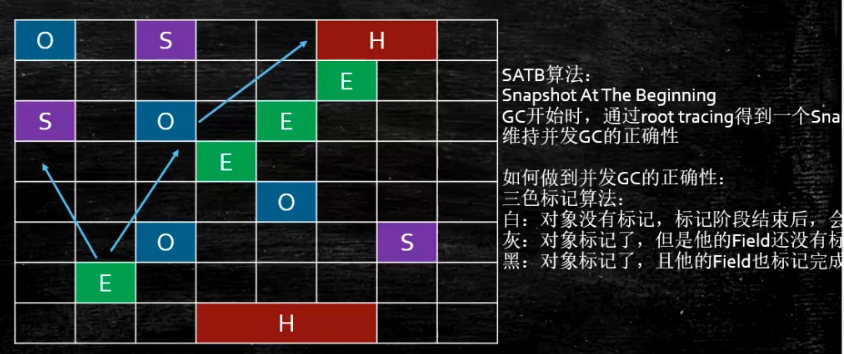 O S H
E
S O E
E
O
O S
E
H
SATB算法：
Snapshot At The Beginning
GC开始时，通过root tracing得到一个Sna
维持并发GC的正确性
如何做到并发GC的正确性：
三色标记算法：
白：对象没有标记，标记阶段结束后，会
灰：对象标记了，但是他的Field还没有标
黑：对象标记了，且他的Field也标记完成